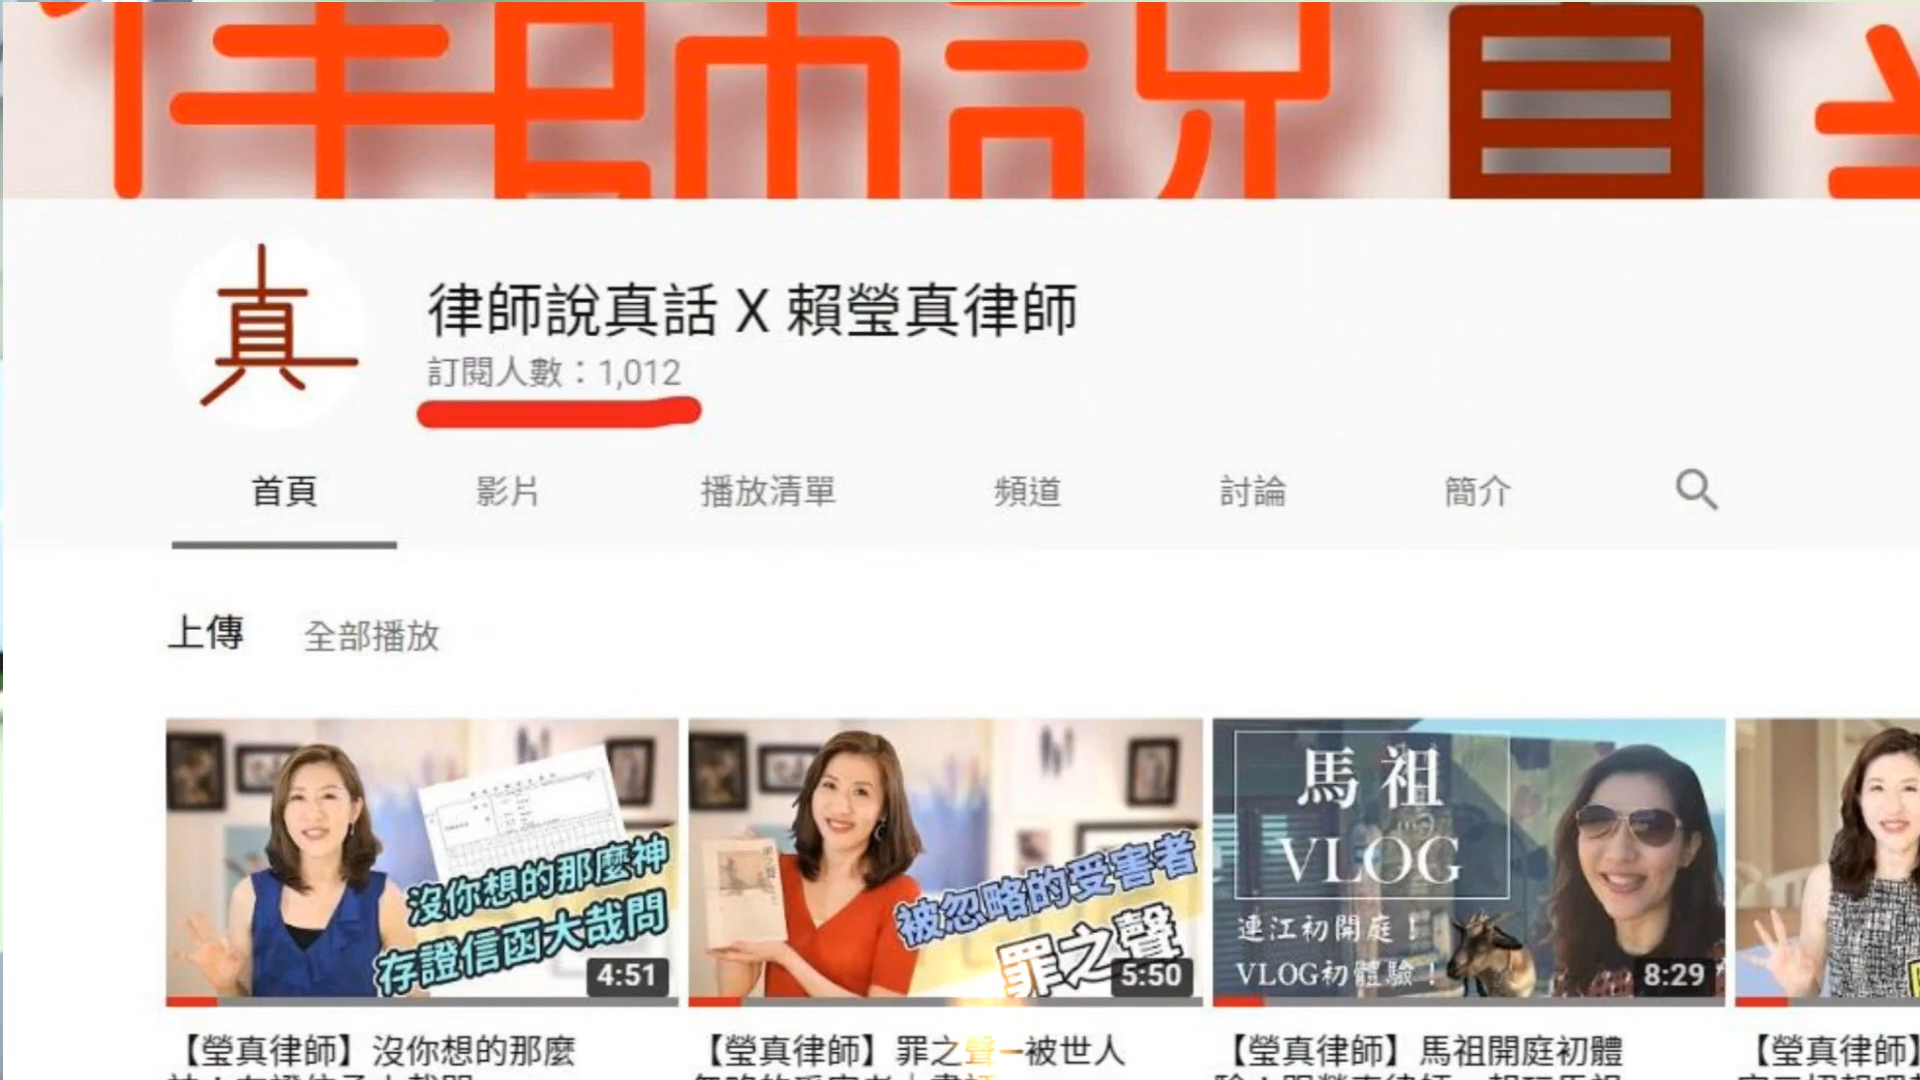 律師說真
真
律師說真話 X 賴瑩真律師
訂閱人數：1,012
首頁 影片 播放清單 頻道 討論 簡介
上傳 全部播放
沒你想的那麼神
存證信函大哉問
4:51
被忽略的受害者
罪之聲
5:50
馬祖
VLOG
連江初開庭！
VLOG初體驗！
8:29
【瑩真律師】沒你想的那麼
【瑩真律師】罪之聲—被世人
【瑩真律師】馬祖開庭初體
【瑩真律師】